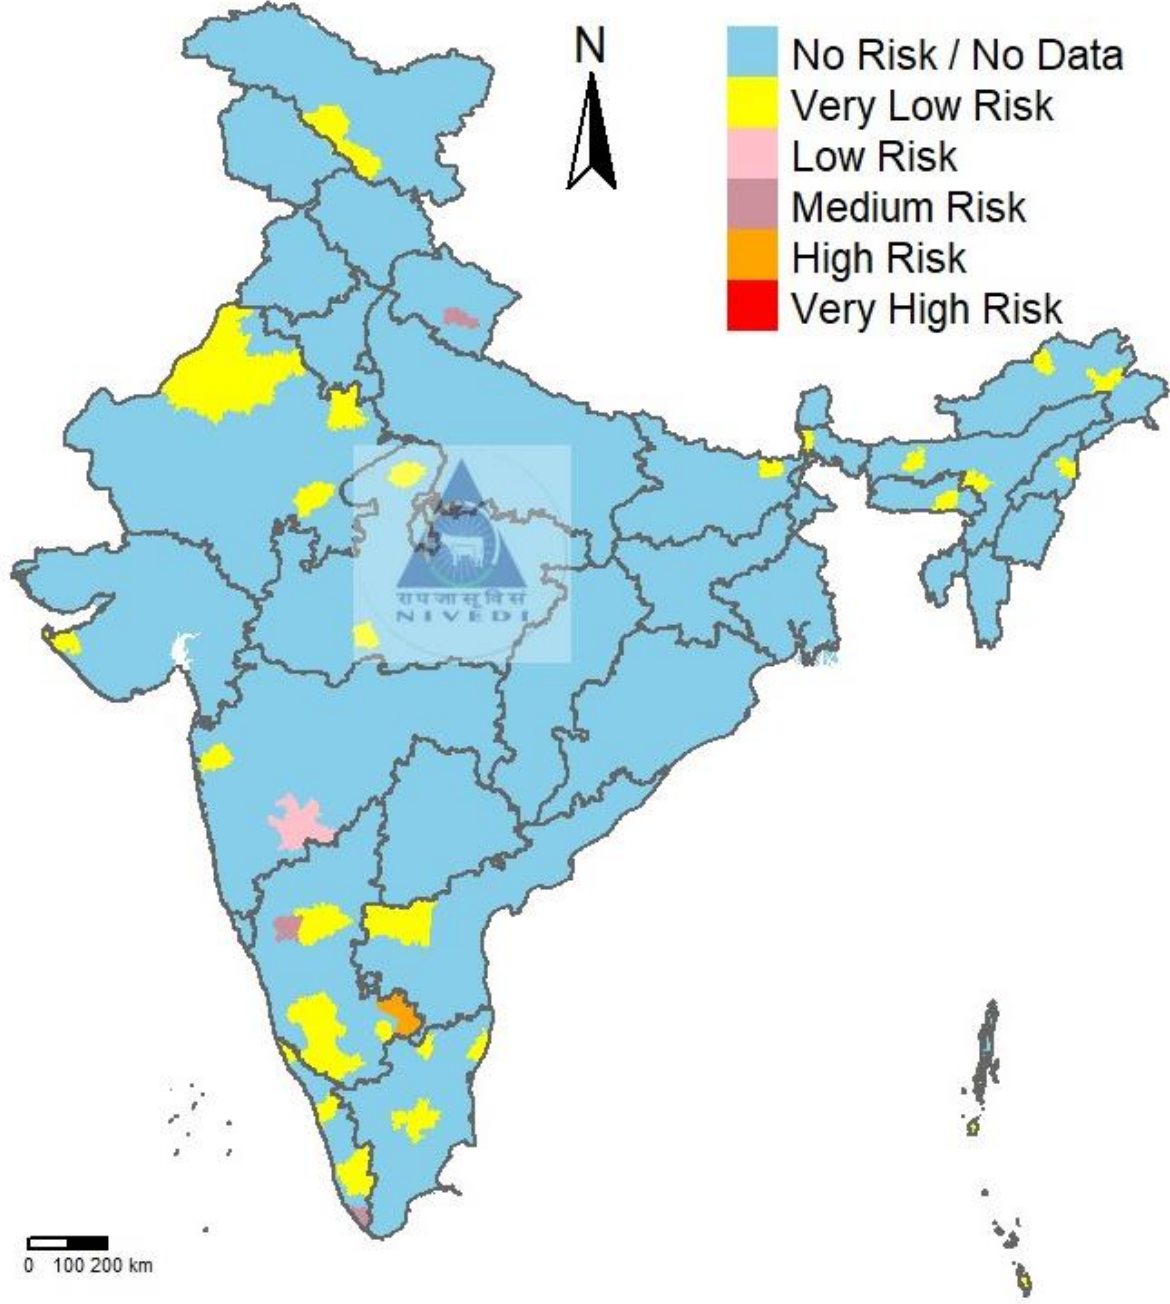 N
No Risk / No Data
Very Low Risk
Low Risk
Medium Risk
High Risk
Very High Risk
रापजासूविसं
NIVEDI
0 100 200 km